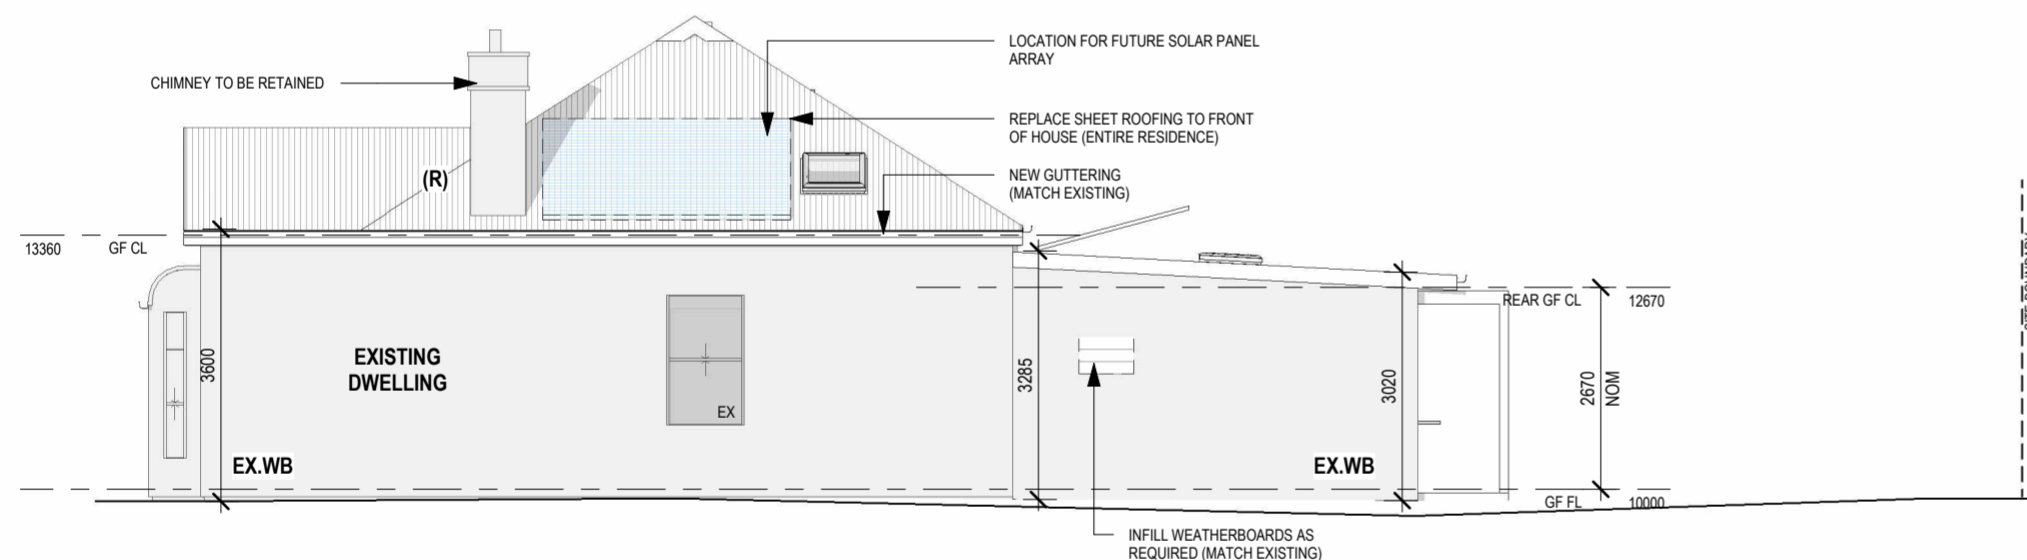 LOCATION FOR FUTURE SOLAR PANEL
ARRAY
CHIMNEY TO BE RETAINED
REPLACE SHEET ROOFING TO FRONT
OF HOUSE (ENTIRE RESIDENCE)
(R)
NEW GUTTERING
(MATCH EXISTING)
13360
GF CL
REAR GF CL
12670
SITE BOUNDARY
3600
EXISTING
DWELLING
EX
3285
3020
2670
NOM
EX.WB
EX.WB
GF FL
10000
INFILL WEATHERBOARDS AS
REQUIRED (MATCH EXISTING)